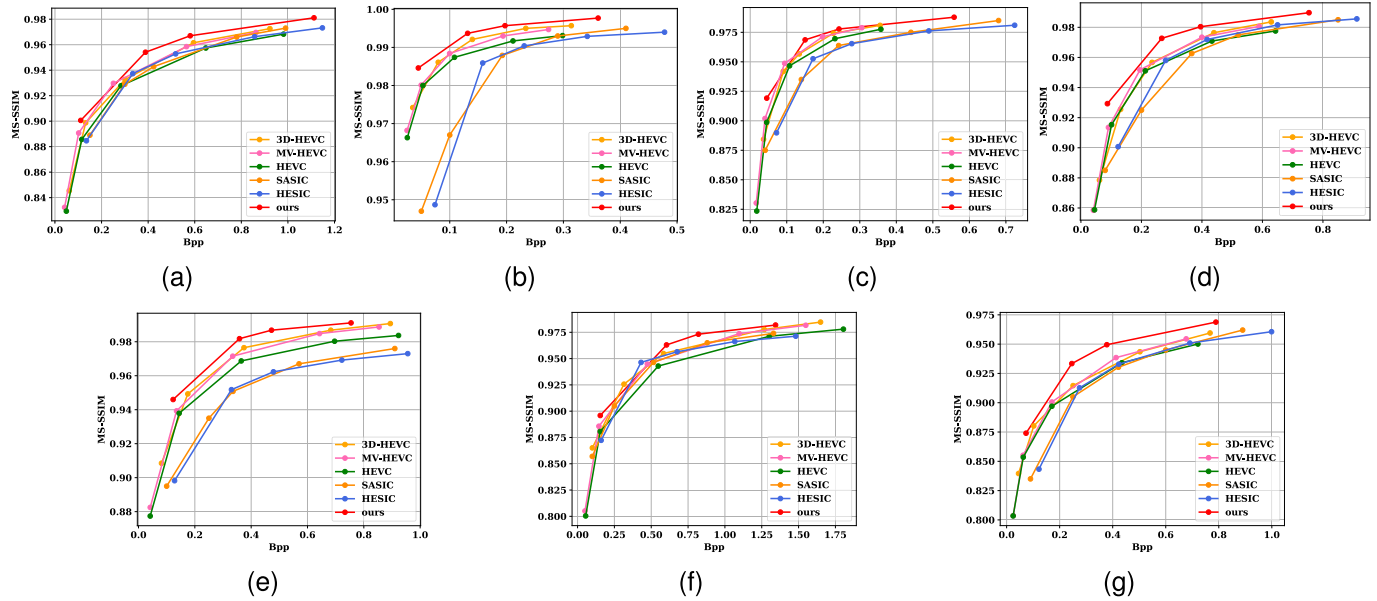 MS-SSIM
0.98
0.96
0.94
0.92
0.90
0.88
0.86
0.84
3D-HEVC
MV-HEVC
HEVC
SASIC
HESIC
ours
0.0 0.2 0.4 0.6 0.8 1.0 1.2
Bpp
(a)
MS-SSIM
1.00
0.99
0.98
0.97
0.96
0.95
3D-HEVC
MV-HEVC
HEVC
SASIC
HESIC
ours
0.1 0.2 0.3 0.4 0.5
Bpp
(b)
MS-SSIM
0.975
0.950
0.925
0.900
0.875
0.850
0.825
3D-HEVC
MV-HEVC
HEVC
SASIC
HESIC
ours
0.0 0.1 0.2 0.3 0.4 0.5 0.6 0.7
Bpp
(c)
MS-SSIM
0.98
0.96
0.94
0.92
0.90
0.88
0.86
3D-HEVC
MV-HEVC
HEVC
SASIC
HESIC
ours
0.0 0.2 0.4 0.6 0.8
Bpp
(d)
MS-SSIM
0.98
0.96
0.94
0.92
0.90
0.88
3D-HEVC
MV-HEVC
HEVC
SASIC
HESIC
ours
0.0 0.2 0.4 0.6 0.8 1.0
Bpp
(e)
MS-SSIM
0.975
0.950
0.925
0.900
0.875
0.850
0.825
0.800
3D-HEVC
MV-HEVC
HEVC
SASIC
HESIC
ours
0.00 0.25 0.50 0.75 1.00 1.25 1.50 1.75
Bpp
(f)
MS-SSIM
0.975
0.950
0.925
0.900
0.875
0.850
0.825
0.800
3D-HEVC
MV-HEVC
HEVC
SASIC
HESIC
ours
0.0 0.2 0.4 0.6 0.8 1.0
Bpp
(g)